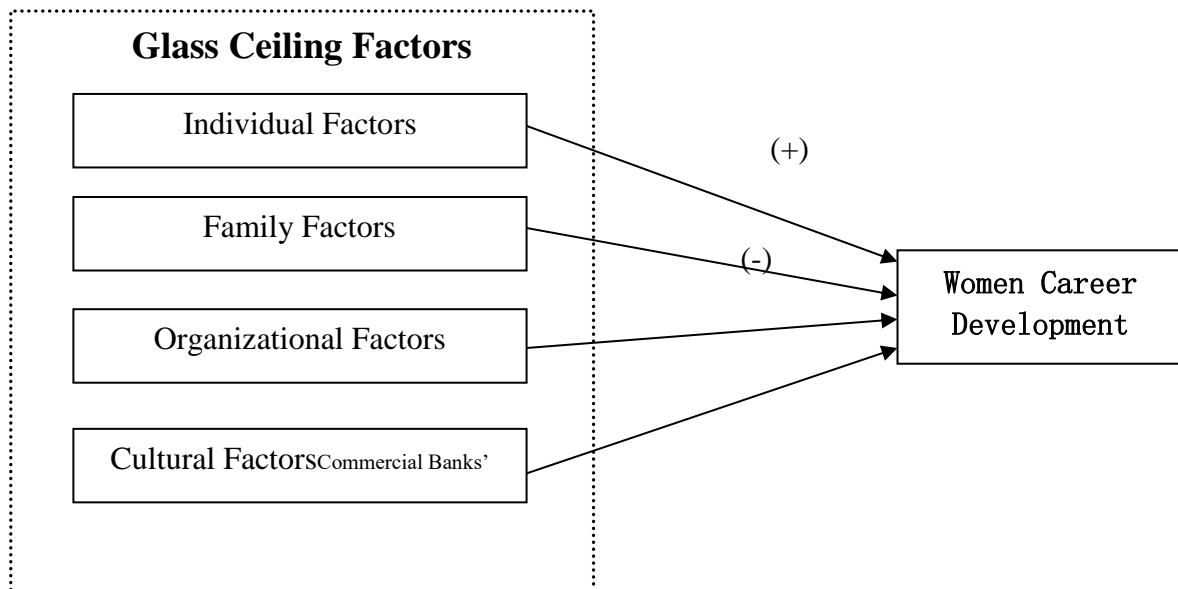 Glass Ceiling Factors
Individual Factors
(+)
Family Factors
(-)
Women Career
Development
Organizational Factors
Cultural FactorsCommercial Banks’